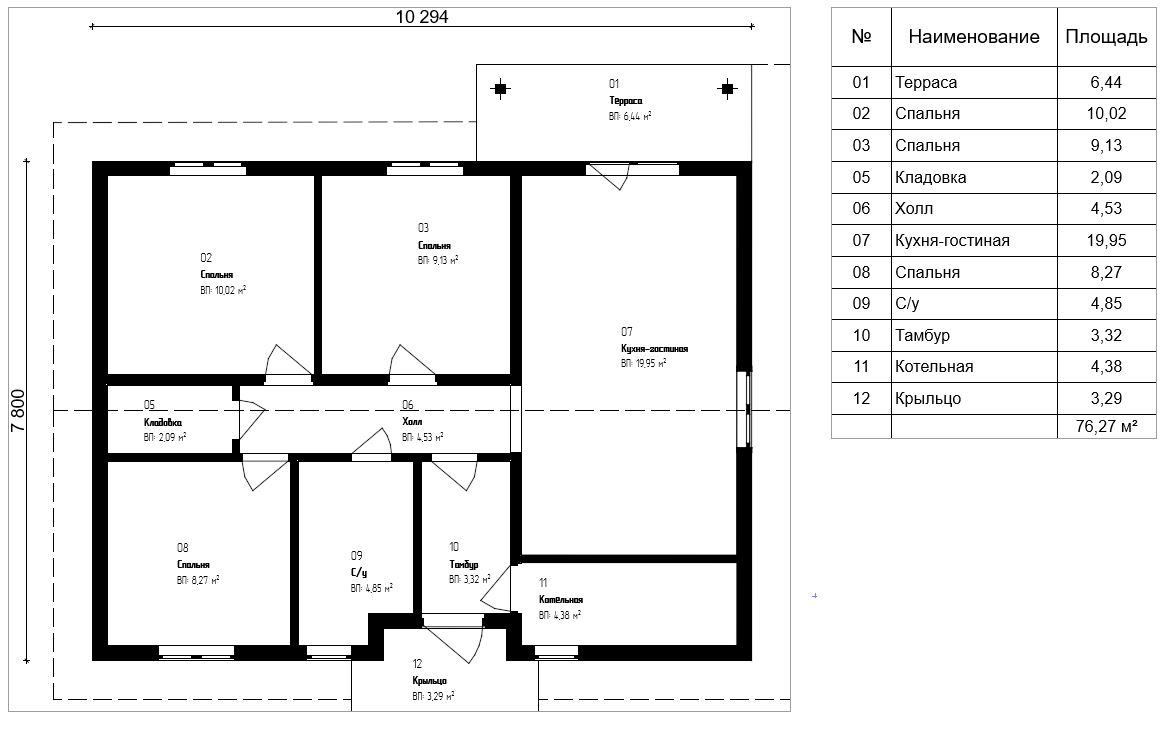 10 294
7 800
01
Терраса
ВП: 6,44 м²
02
Спальня
ВП: 10,02 м²
03
Спальня
ВП: 9,13 м²
07
Кухня-гостиная
ВП: 19,95 м²
05
Кладовка
ВП: 2,09 м²
06
Холл
ВП: 4,53 м²
08
Спальня
ВП: 8,27 м²
09
С/у
ВП: 4,85 м²
10
Тамбур
ВП: 3,32 м²
11
Котельная
ВП: 4,38 м²
12
Крыльцо
ВП: 3,29 м²
№ Наименование Площадь
01 Терраса 6,44
02 Спальня 10,02
03 Спальня 9,13
05 Кладовка 2,09
06 Холл 4,53
07 Кухня-гостиная 19,95
08 Спальня 8,27
09 С/у 4,85
10 Тамбур 3,32
11 Котельная 4,38
12 Крыльцо 3,29
76,27 м²